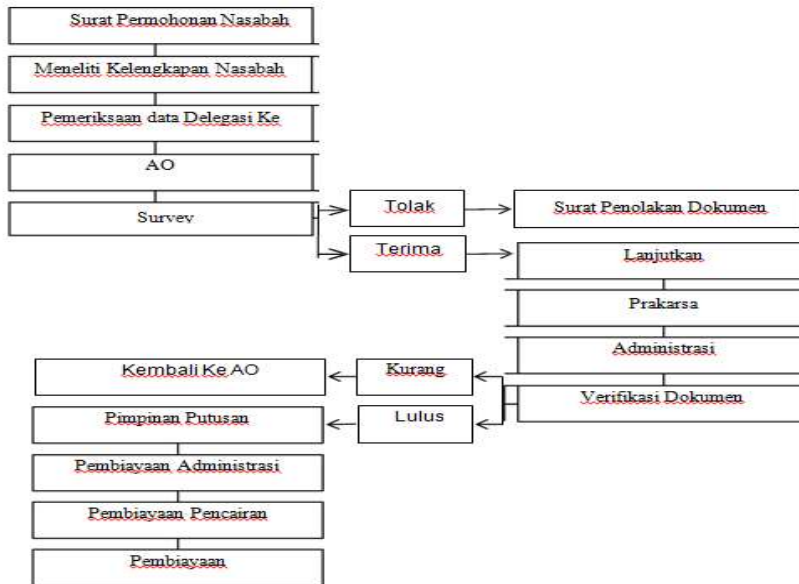 Surat Permohonan Nasabah
Meneliti Kelengkapan Nasabah
Pemeriksaan data Delegasi Ke
AO
Survey
Tolak
Surat Penolakan Dokumen
Terima
Lanjutkan
Prakarsa
Administrasi
Verifikasi Dokumen
Kurang
Kembali Ke AO
Lulus
Pimpinan Putusan
Pembiayaan Administrasi
Pembiayaan Pencairan
Pembiayaan